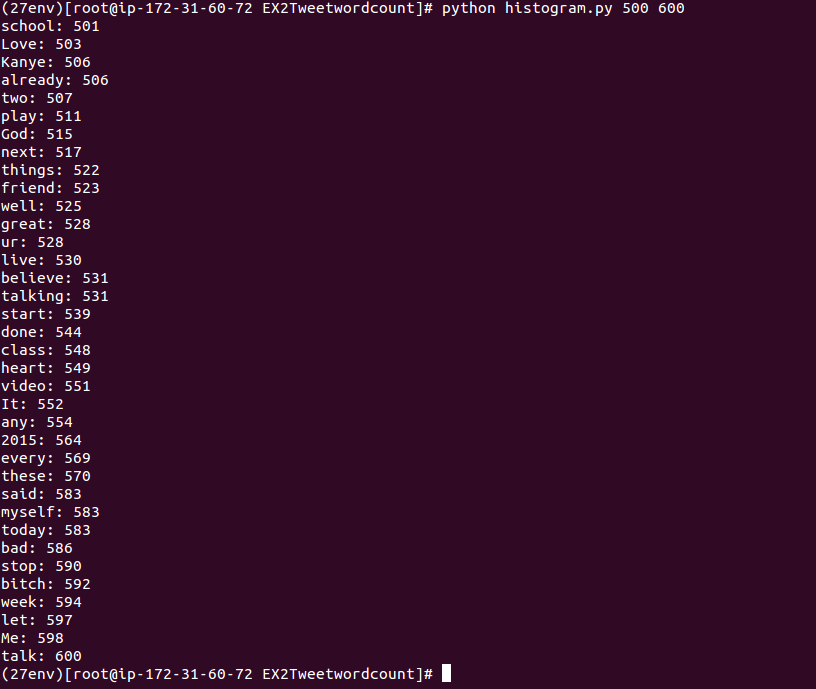 (27env)[root@ip-172-31-60-72 EX2Tweetwordcount]# python histogram.py 500 600
school: 501
Love: 503
Kanye: 506
already: 506
two: 507
play: 511
God: 515
next: 517
things: 522
friend: 523
well: 525
great: 528
ur: 528
live: 530
believe: 531
talking: 531
start: 539
done: 544
class: 548
heart: 549
video: 551
It: 552
any: 554
2015: 564
every: 569
these: 570
said: 583
myself: 583
today: 583
bad: 586
stop: 590
bitch: 592
week: 594
let: 597
Me: 598
talk: 600
(27env)[root@ip-172-31-60-72 EX2Tweetwordcount]#